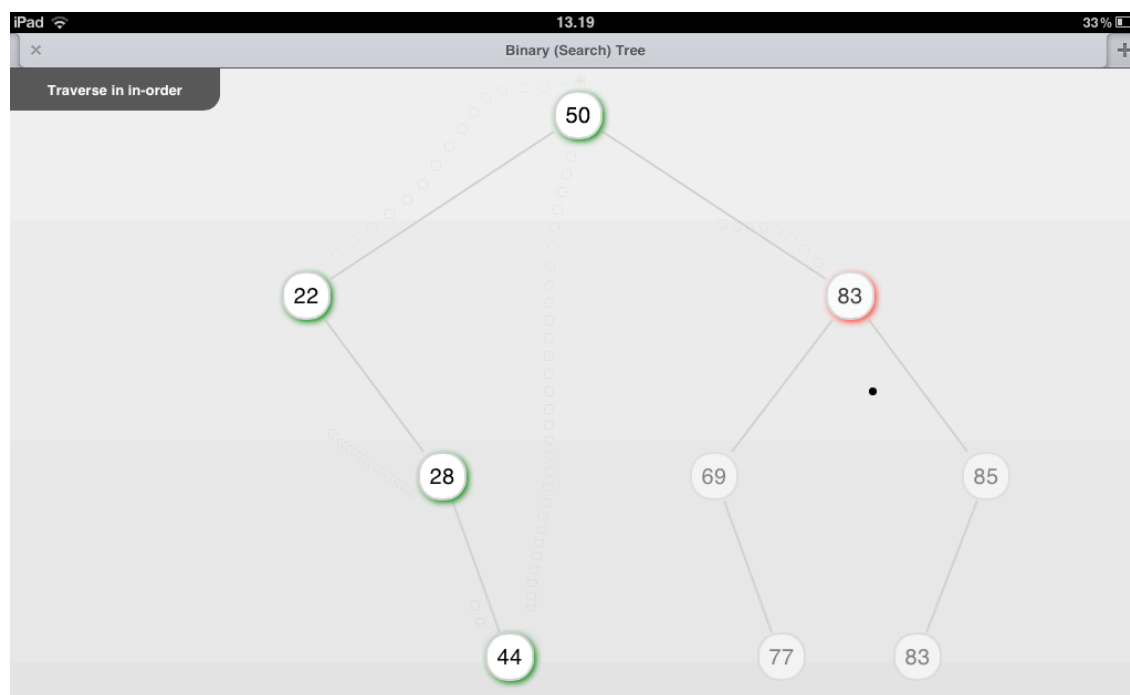 iPad 13.19 33%
× Binary (Search) Tree +
Traverse in in-order
50
22 83
28 69 85
44 77 83